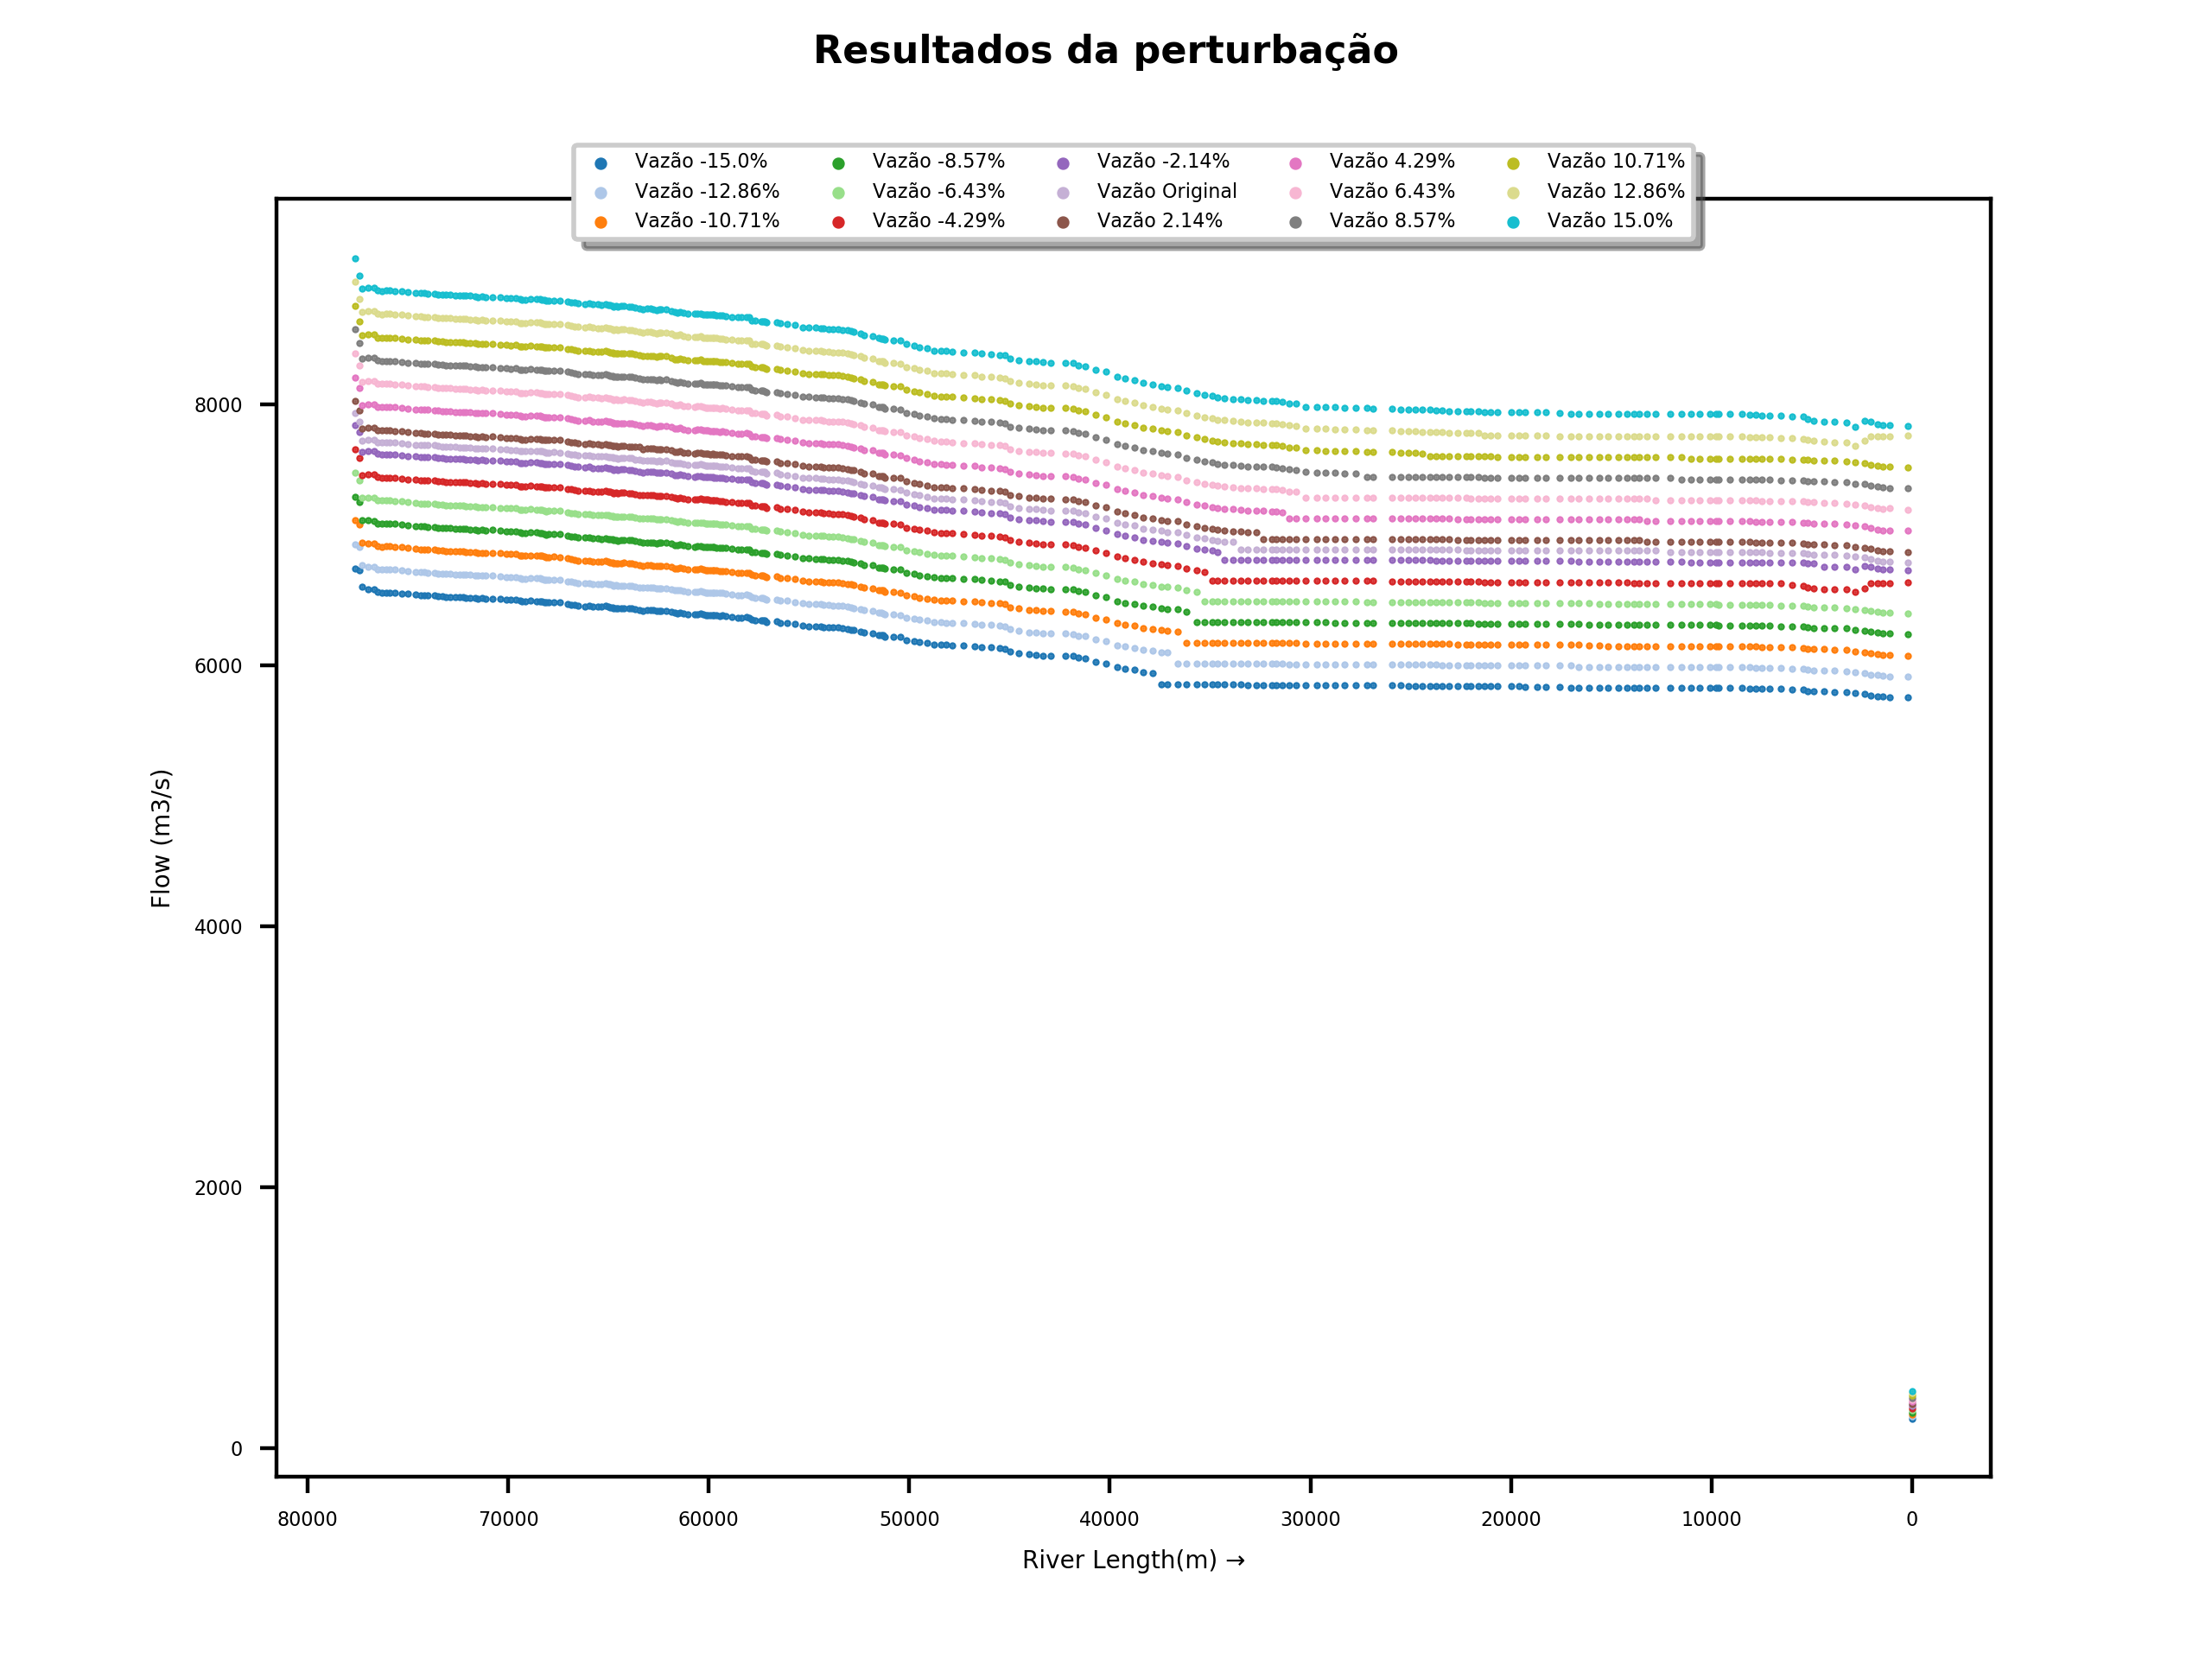 Resultados da perturbação
Vazão -15.0%
Vazão -12.86%
Vazão -10.71%
Vazão -8.57%
Vazão -6.43%
Vazão -4.29%
Vazão -2.14%
Vazão Original
Vazão 2.14%
Vazão 4.29%
Vazão 6.43%
Vazão 8.57%
Vazão 10.71%
Vazão 12.86%
Vazão 15.0%
Flow (m3/s)
8000
6000
4000
2000
0
80000 70000 60000 50000 40000 30000 20000 10000 0
River Length(m) →